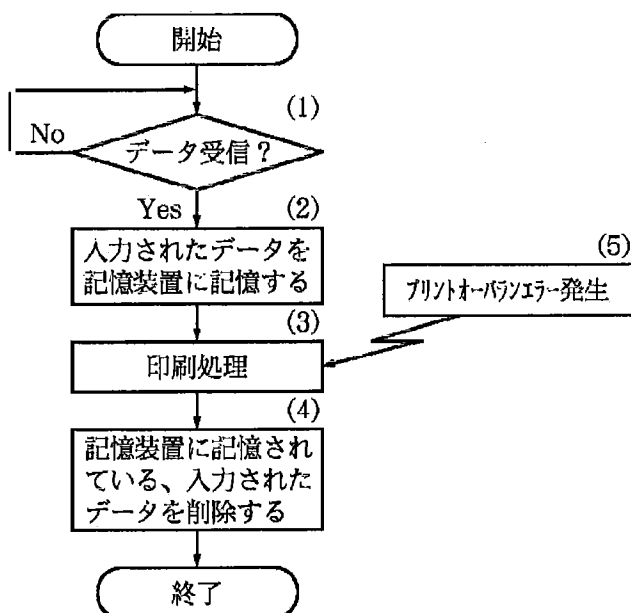 開始
(1)
No
データ受信?
Yes
(2)
入力されたデータを
記憶装置に記憶する
(5)
プリントオーバランエラー発生
(3)
印刷処理
(4)
記憶装置に記憶され
ている、入力された
データを削除する
終了